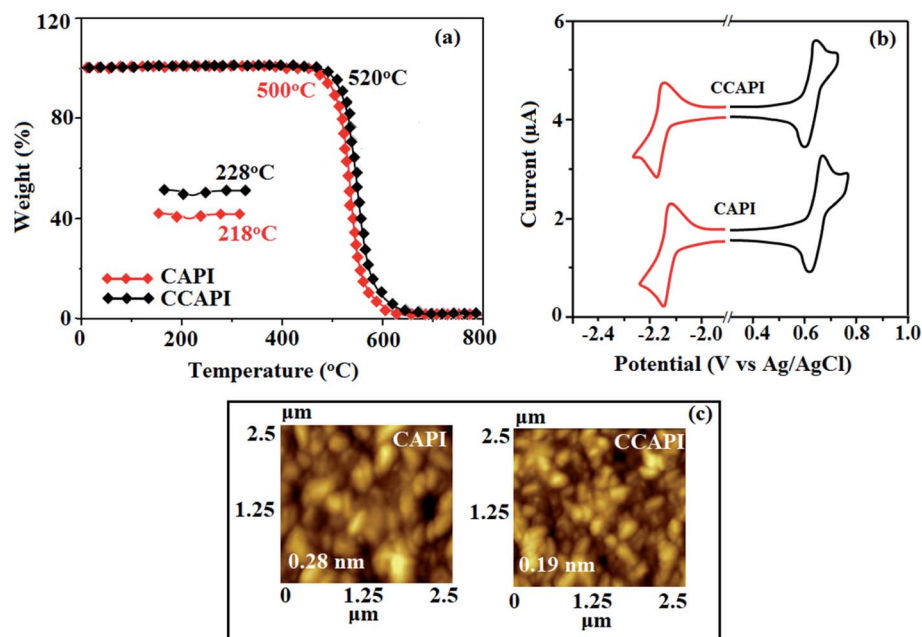 (a)
120
80
40
0
Weight (%)
500°C
520°C
228°C
218°C
CAPI
CCAPI
0 200 400 600 800
Temperature (°C)
(b)
6
4
2
0
Current (µA)
CCAPI
CAPI
-2.4 -2.2 -2.0 0.4 0.6 0.8 1.0
Potential (V vs Ag/AgCl)
(c)
µm
2.5
1.25
CAPI
0.28 nm
0 1.25 2.5
µm
µm
2.5
1.25
CCAPI
0.19 nm
0 1.25 2.5
µm